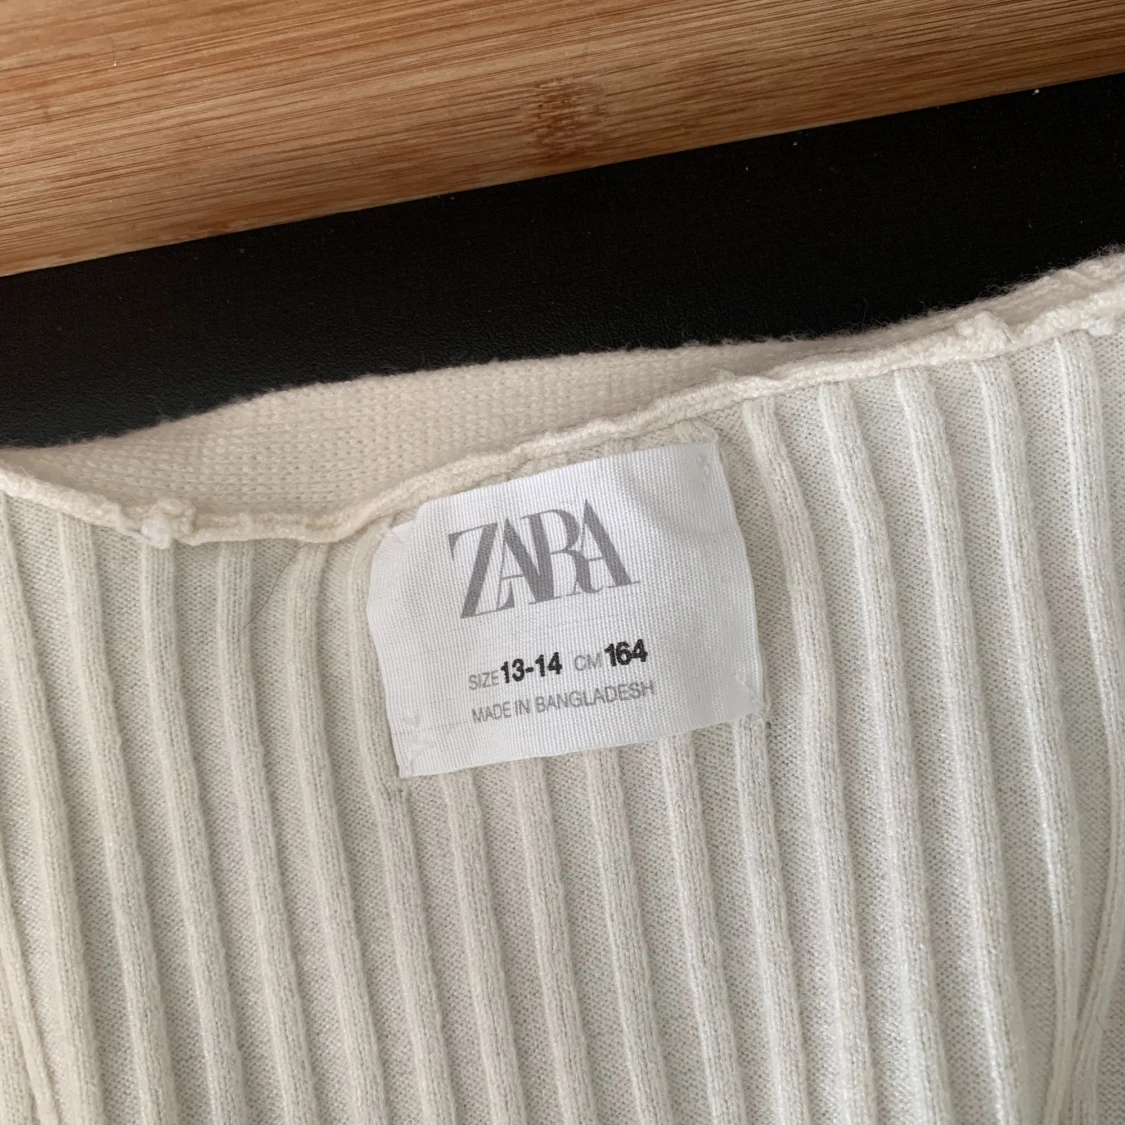 ZARA
SIZE 13-14 CM 164
MADE IN BANGLADESH